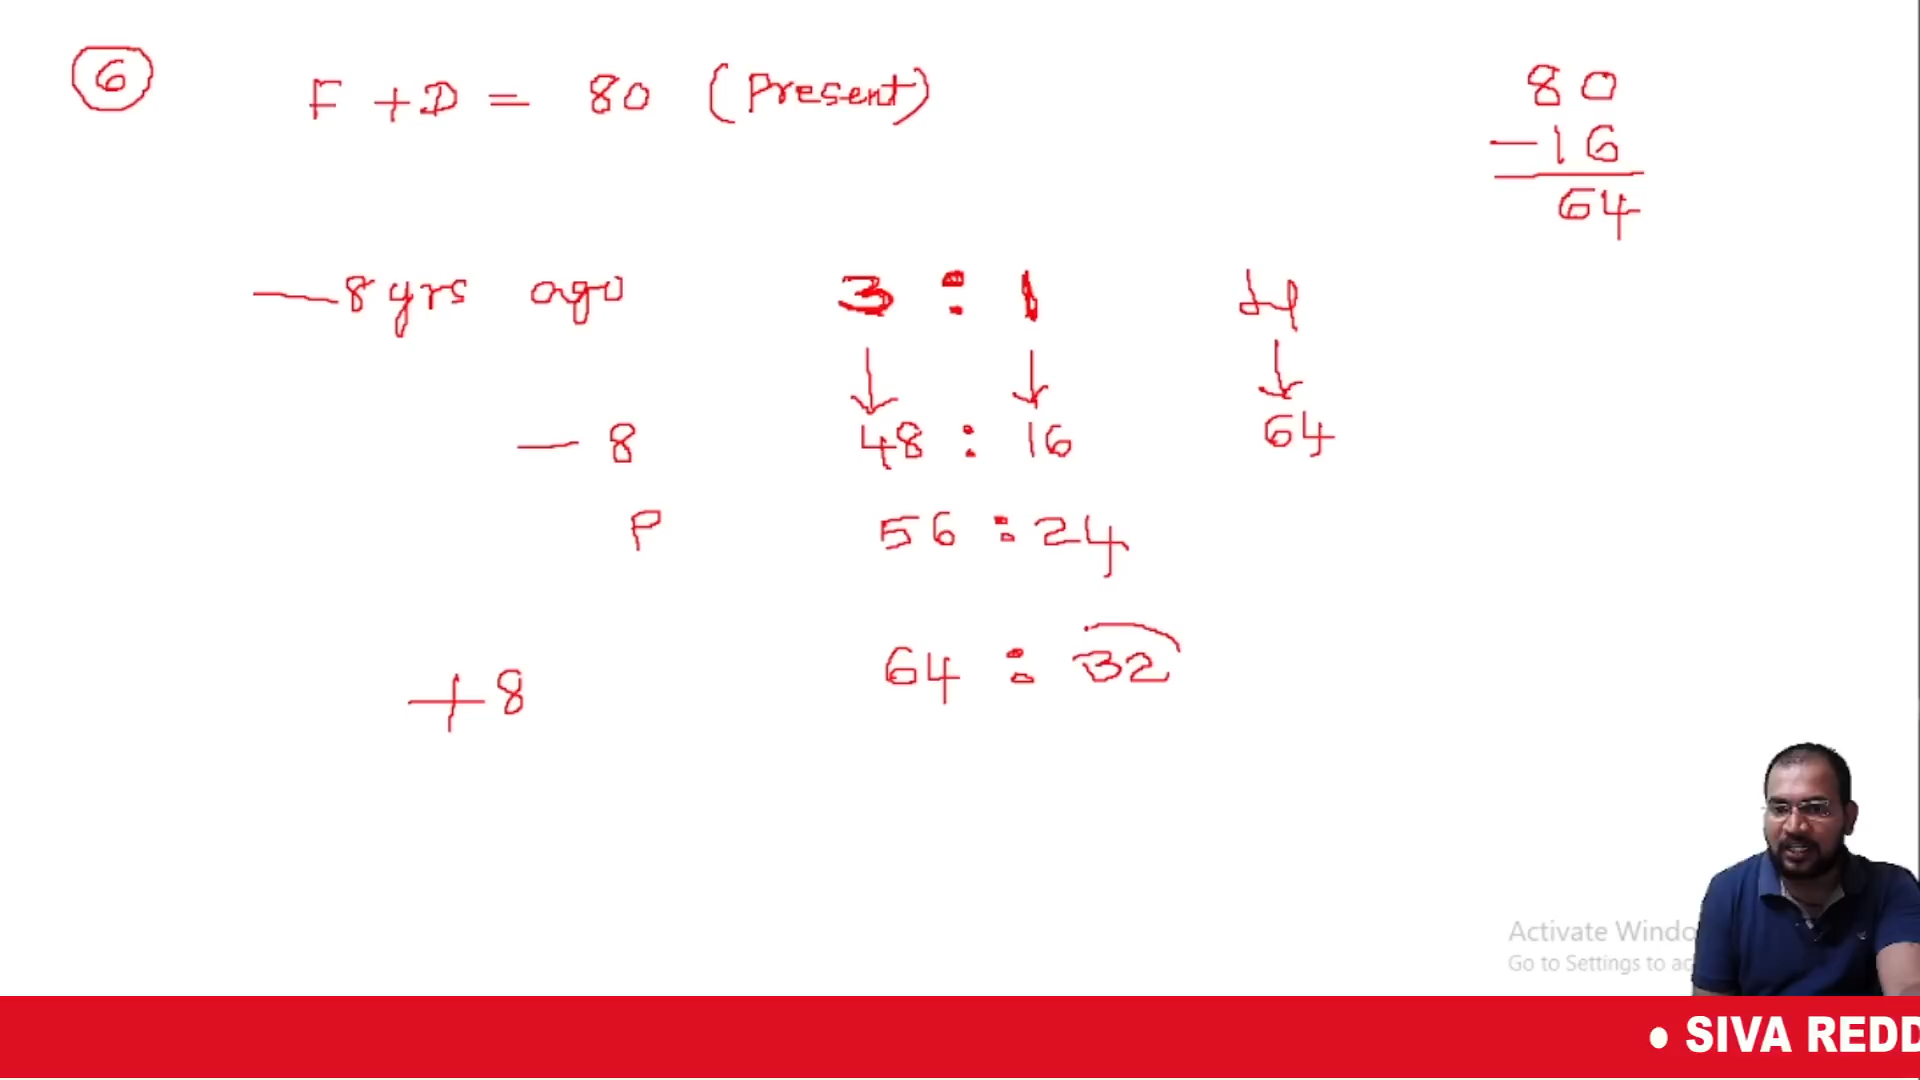 6
F + D = 80 (Present)
80
- 16
64
- 8 yrs ago 3 : 1 4
- 8 48 : 16 64
P 56 : 24
+ 8 64 : 32
Activate Windo
Go to Settings to ac
• SIVA REDD